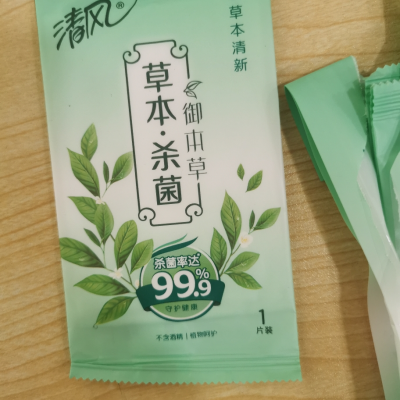 清风®
草本清新
御本草
草本·杀菌
杀菌率达
99.9%
守护健康
1片装
不含酒精 | 植物呵护